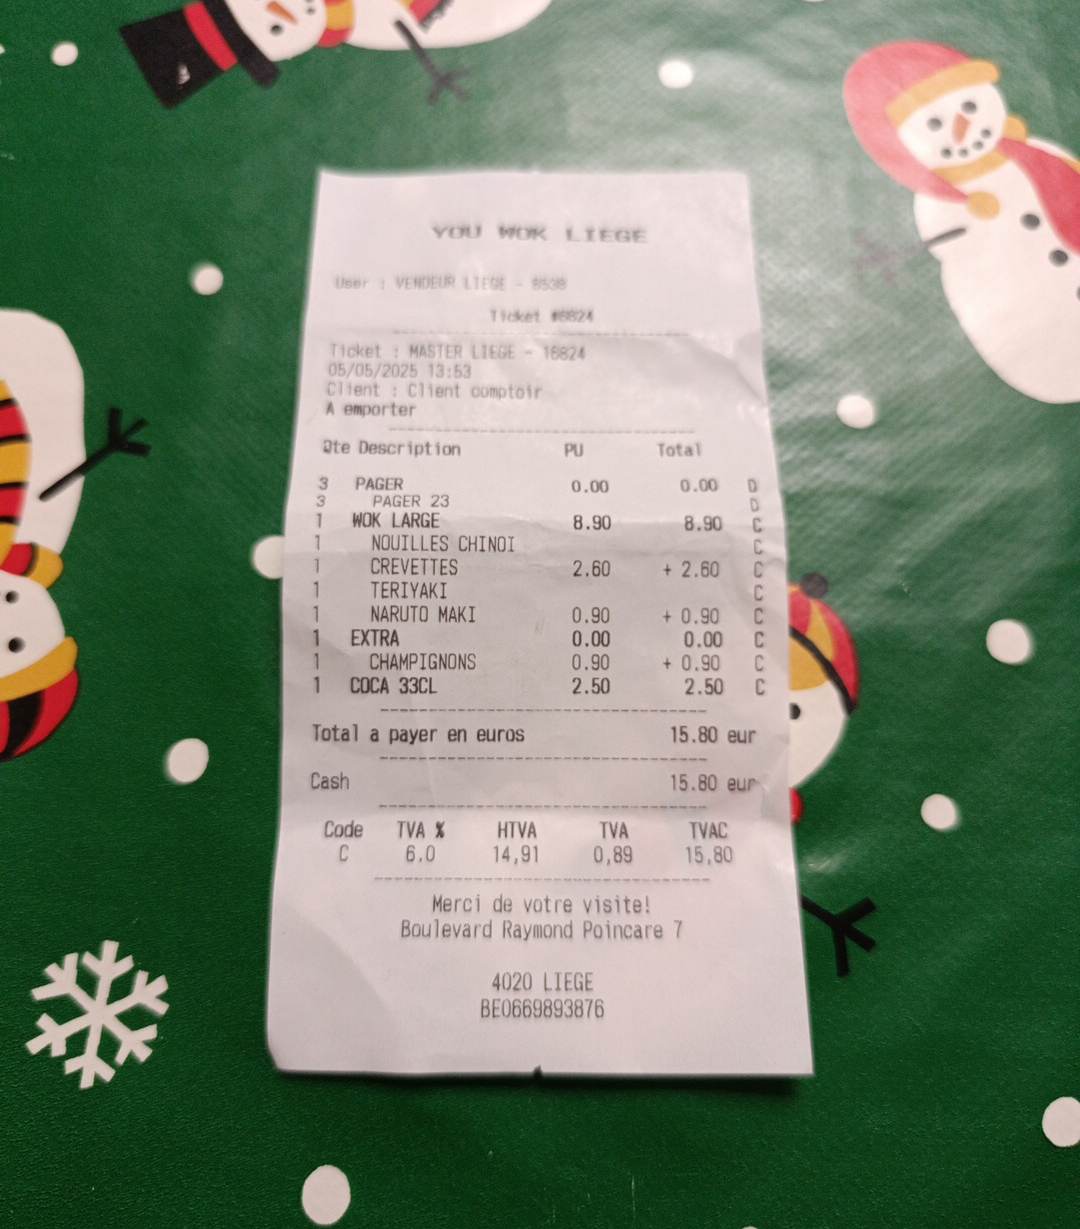 YOU WOK LIEGE
User : VENDEUR LIEGE -
Ticket #6824
Ticket : MASTER LIEGE - 16824
05/05/2025 13:53
Client : Client comptoir
A emporter
Qte Description PU Total
3 PAGER 0.00 0.00 D
3 PAGER 23 D
1 WOK LARGE 8.90 8.90 C
1 NOUILLES CHINOI C
1 CREVETTES 2.60 + 2.60 C
1 TERIYAKI C
1 NARUTO MAKI 0.90 + 0.90 C
1 EXTRA 0.00 0.00 C
1 CHAMPIGNONS 0.90 + 0.90 C
1 COCA 33CL 2.50 2.50 C
Total a payer en euros 15.80 eur
Cash 15.80 eur
Code TVA % HTVA TVA TVAC
C 6.0 14,91 0,89 15,80
Merci de votre visite!
Boulevard Raymond Poincare 7
4020 LIEGE
BE0669893876